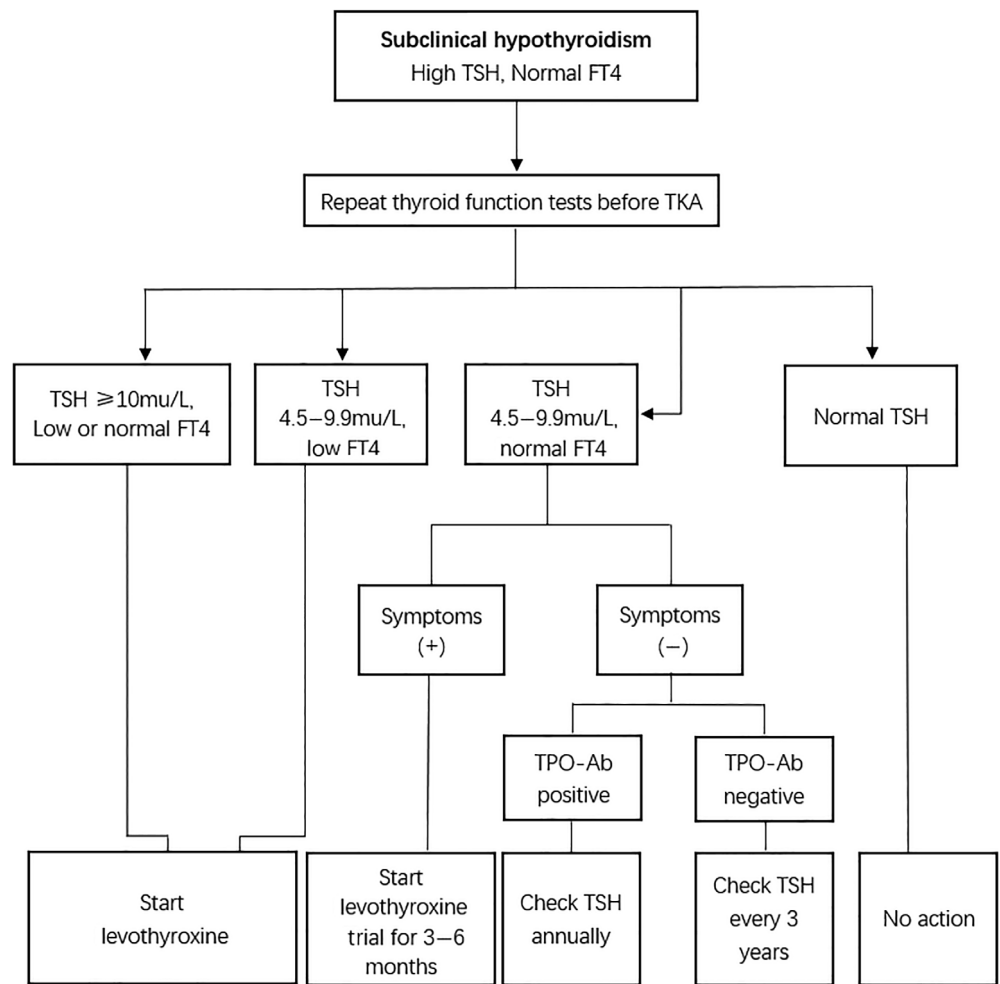 Subclinical hypothyroidism
High TSH, Normal FT4
Repeat thyroid function tests before TKA
TSH ⩾10mu/L,
Low or normal FT4
TSH
4.5–9.9mu/L,
low FT4
TSH
4.5–9.9mu/L,
normal FT4
Normal TSH
Symptoms
(+)
Symptoms
(–)
TPO-Ab
positive
TPO-Ab
negative
Start
levothyroxine
Start
levothyroxine
trial for 3–6
months
Check TSH
annually
Check TSH
every 3
years
No action